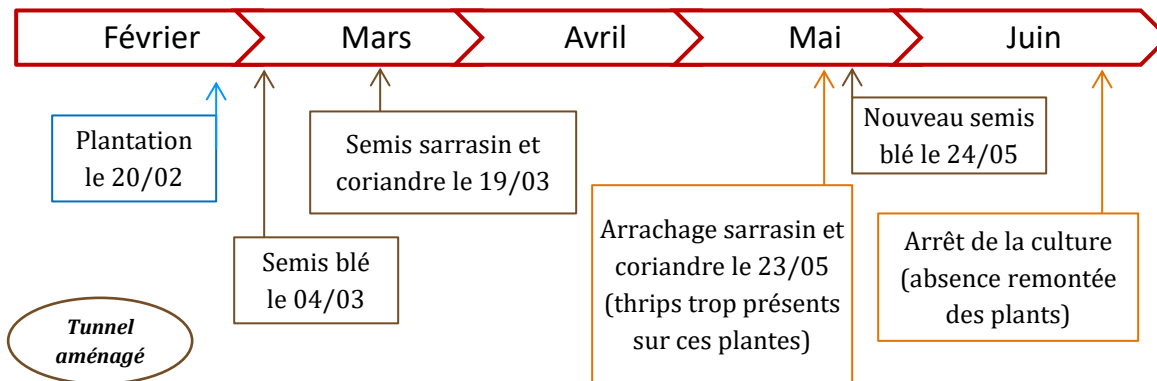 Février
Mars
Avril
Mai
Juin
Plantation
le 20/02
Semis sarrasin et
coriandre le 19/03
Nouveau semis
blé le 24/05
Semis blé
le 04/03
Arrachage sarrasin et
coriandre le 23/05
(thrips trop présents
sur ces plantes)
Arrêt de la culture
(absence remontée
des plants)
Tunnel
aménagé